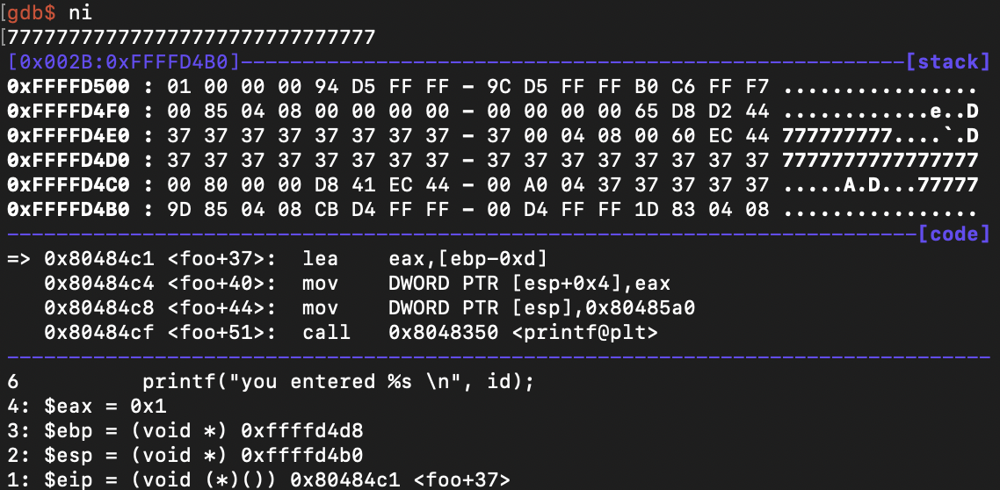 gdb$ ni
777777777777777777777777777777
[0x002B:0xFFFFD4B0]------------------------------------------------------[stack]
0xFFFFD500 : 01 00 00 00 94 D5 FF FF - 9C D5 FF FF B0 C6 FF F7 ................
0xFFFFD4F0 : 00 85 04 08 00 00 00 00 - 00 00 00 00 65 D8 D2 44 ............e..D
0xFFFFD4E0 : 37 37 37 37 37 37 37 37 - 37 00 04 08 00 60 EC 44 777777777....`.D
0xFFFFD4D0 : 37 37 37 37 37 37 37 37 - 37 37 37 37 37 37 37 37 7777777777777777
0xFFFFD4C0 : 00 80 00 00 D8 41 EC 44 - 00 A0 04 37 37 37 37 37 .....A.D...77777
0xFFFFD4B0 : 9D 85 04 08 CB D4 FF FF - 00 D4 FF FF 1D 83 04 08 ................
--------------------------------------------------------------------------[code]
=> 0x80484c1 <foo+37>: lea eax,[ebp-0xd]
0x80484c4 <foo+40>: mov DWORD PTR [esp+0x4],eax
0x80484c8 <foo+44>: mov DWORD PTR [esp],0x80485a0
0x80484cf <foo+51>: call 0x8048350 <printf@plt>
--------------------------------------------------------------------------------
6 printf("you entered %s \n", id);
4: $eax = 0x1
3: $ebp = (void *) 0xffffd4d8
2: $esp = (void *) 0xffffd4b0
1: $eip = (void (*)()) 0x80484c1 <foo+37>